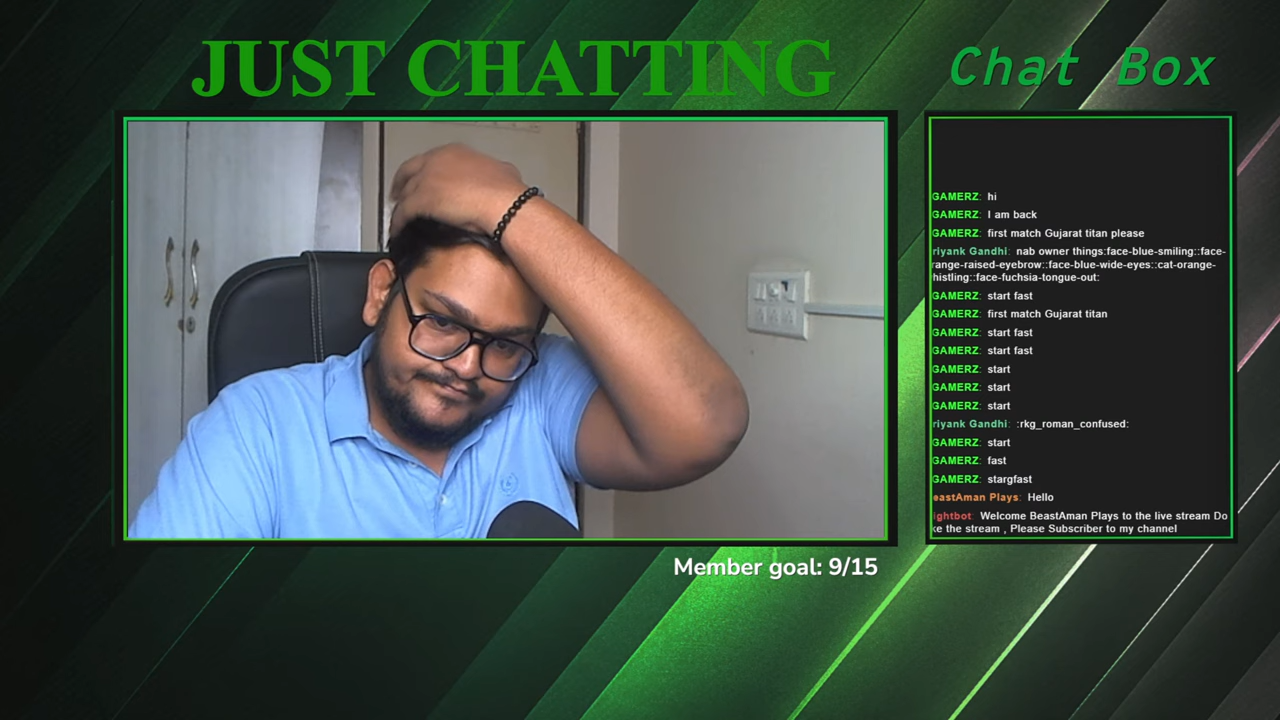 JUST CHATTING
Chat Box
GAMERZ: hi
GAMERZ: I am back
GAMERZ: first match Gujarat titan please
riyank Gandhi: nab owner things:face-blue-smiling::face-
range-raised-eyebrow::face-blue-wide-eyes::cat-orange-
histling::face-fuchsia-tongue-out:
GAMERZ: start fast
GAMERZ: first match Gujarat titan
GAMERZ: start fast
GAMERZ: start fast
GAMERZ: start
GAMERZ: start
GAMERZ: start
riyank Gandhi: :rkg_roman_confused:
GAMERZ: start
GAMERZ: fast
GAMERZ: stargfast
eastAman Plays: Hello
ightbot: Welcome BeastAman Plays to the live stream Do
ke the stream , Please Subscriber to my channel
Member goal: 9/15